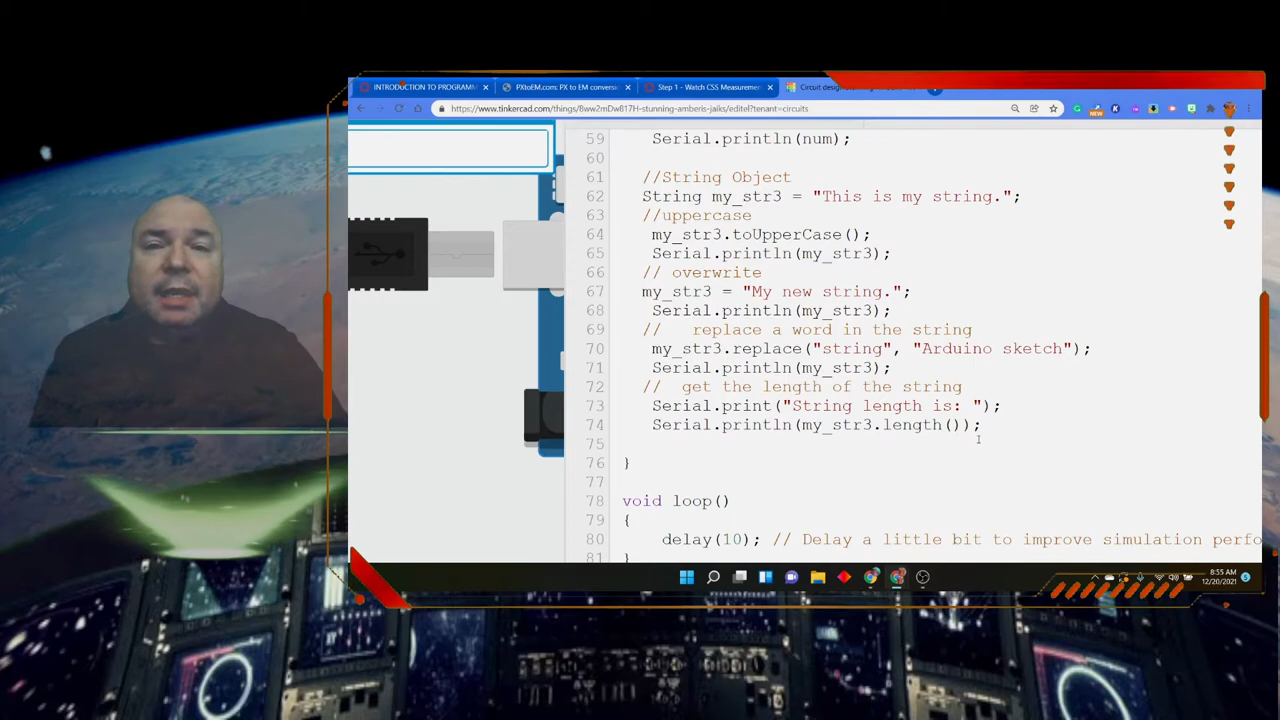 INTRODUCTION TO PROGRAMM
PXtoEM.com: PX to EM conversi
Step 1 - Watch CSS Measuremen
Circuit design
https://www.tinkercad.com/things/8ww2mDw817H-stunning-amberis-jaiks/editel?tenant=circuits
NEW
59 Serial.println(num);
60
61 //String Object
62 String my_str3 = "This is my string.";
63 //uppercase
64 my_str3.toUpperCase();
65 Serial.println(my_str3);
66 // overwrite
67 my_str3 = "My new string.";
68 Serial.println(my_str3);
69 // replace a word in the string
70 my_str3.replace("string", "Arduino sketch");
71 Serial.println(my_str3);
72 // get the length of the string
73 Serial.print("String length is: ");
74 Serial.println(my_str3.length());
75
76 }
77
78 void loop()
79 {
80 delay(10); // Delay a little bit to improve simulation perfo
81 }
8:55 AM
12/20/2021